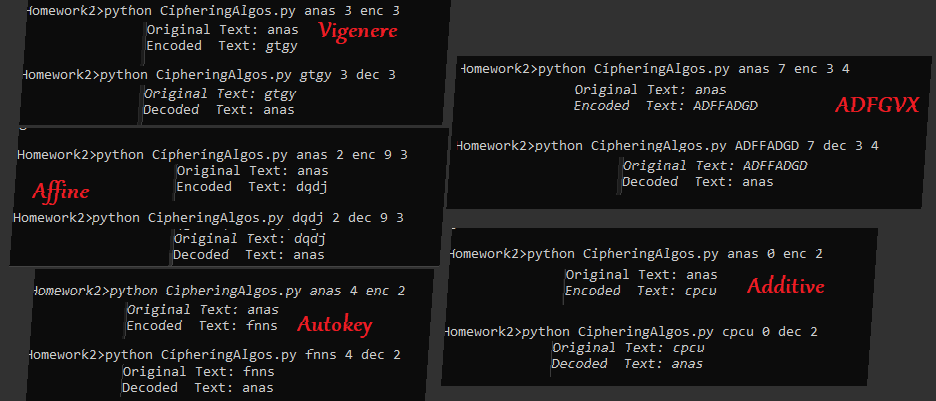 Homework2>python CipheringAlgos.py anas 3 enc 3
Original Text: anas
Encoded  Text: gtgy
Vigenere
Homework2>python CipheringAlgos.py gtgy 3 dec 3
Original Text: gtgy
Decoded  Text: anas
Homework2>python CipheringAlgos.py anas 2 enc 9 3
Original Text: anas
Encoded  Text: dqdj
Affine
Homework2>python CipheringAlgos.py dqdj 2 dec 9 3
Original Text: dqdj
Decoded  Text: anas
Homework2>python CipheringAlgos.py anas 4 enc 2
Original Text: anas
Encoded  Text: fnns
Autokey
Homework2>python CipheringAlgos.py fnns 4 dec 2
Original Text: fnns
Decoded  Text: anas
Homework2>python CipheringAlgos.py anas 7 enc 3 4
Original Text: anas
Encoded  Text: ADFFADGD
ADFGVX
Homework2>python CipheringAlgos.py ADFFADGD 7 dec 3 4
Original Text: ADFFADGD
Decoded  Text: anas
Homework2>python CipheringAlgos.py anas 0 enc 2
Original Text: anas
Encoded  Text: cpcu
Additive
Homework2>python CipheringAlgos.py cpcu 0 dec 2
Original Text: cpcu
Decoded  Text: anas